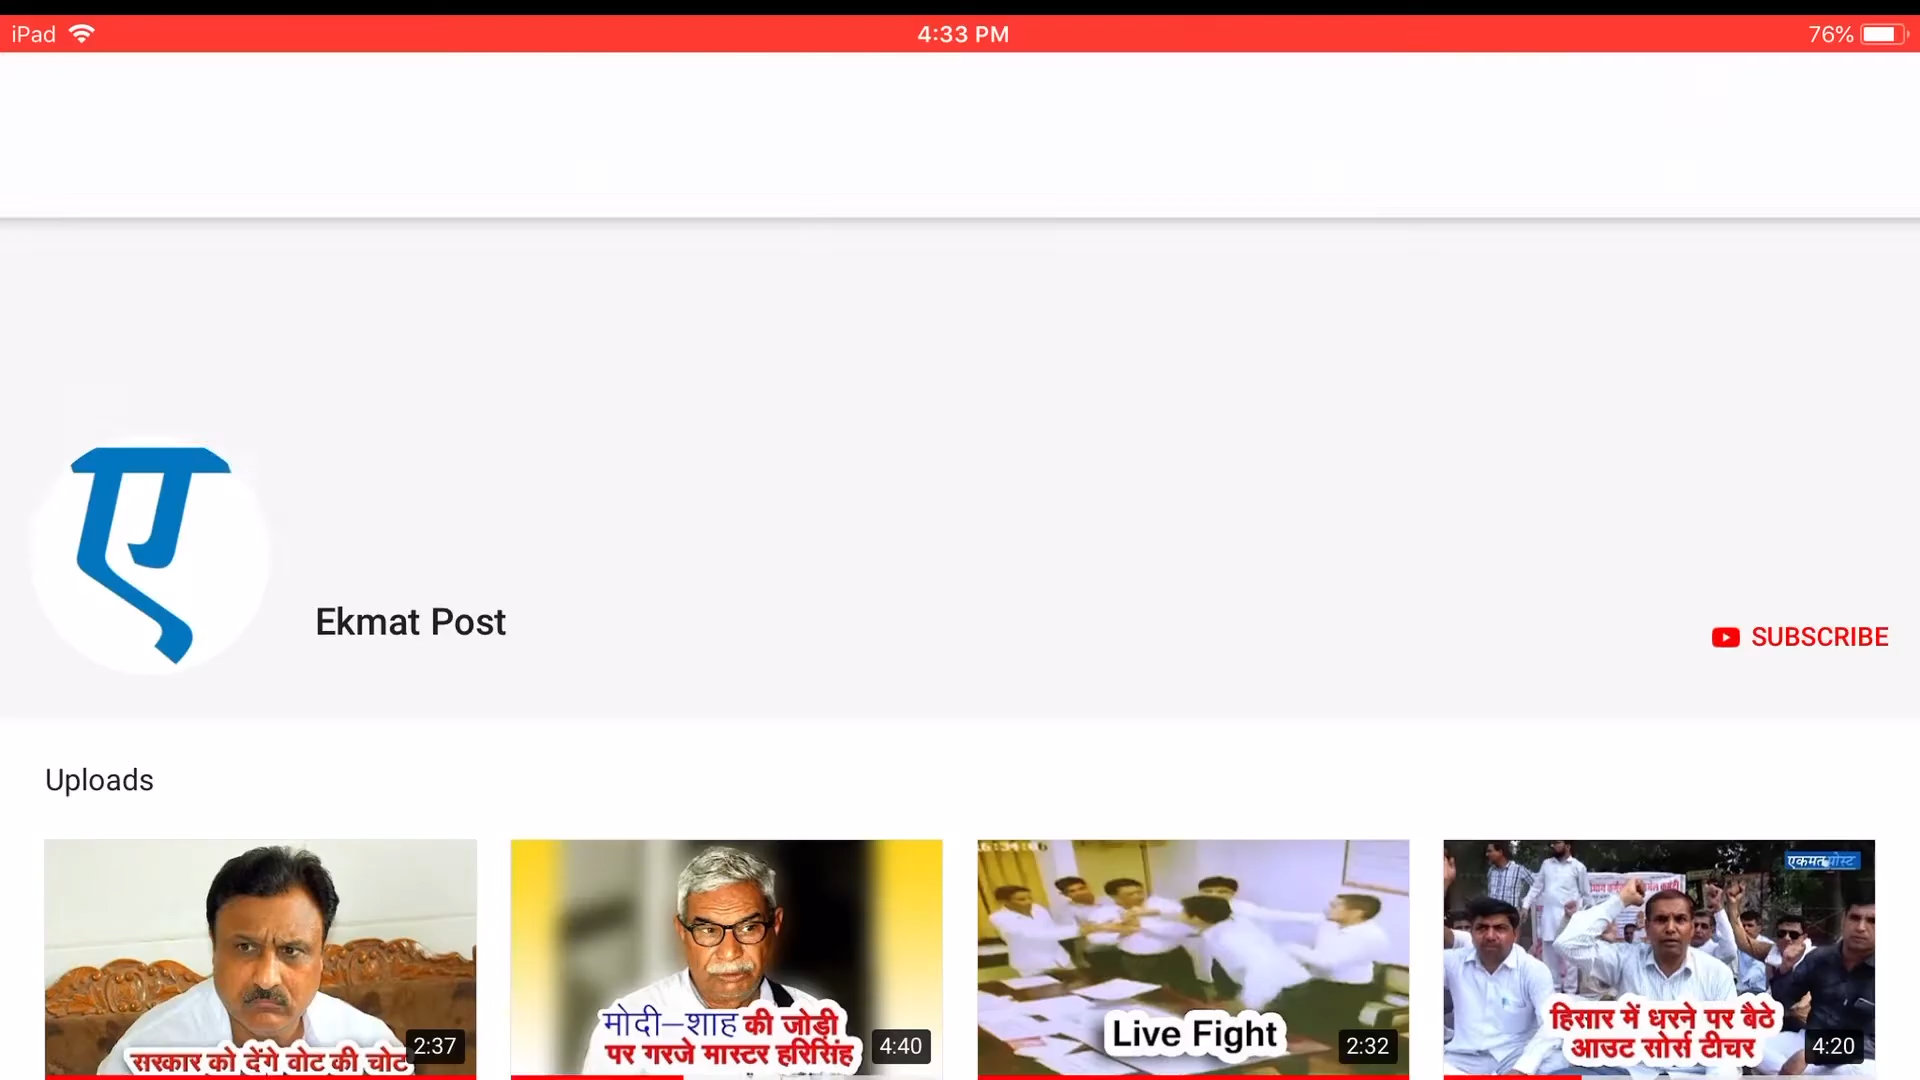 iPad 4:33 PM 76%
ए
Ekmat Post
SUBSCRIBE
Uploads
सरकार को देंगे वोट की चोट
2:37
मोदी–शाह की जोड़ी
पर गरजे मास्टर हरिसिंह
4:40
Live Fight
2:32
एकमत पोस्ट
हिसार में धरने पर बैठे
आउट सोर्स टीचर
4:20